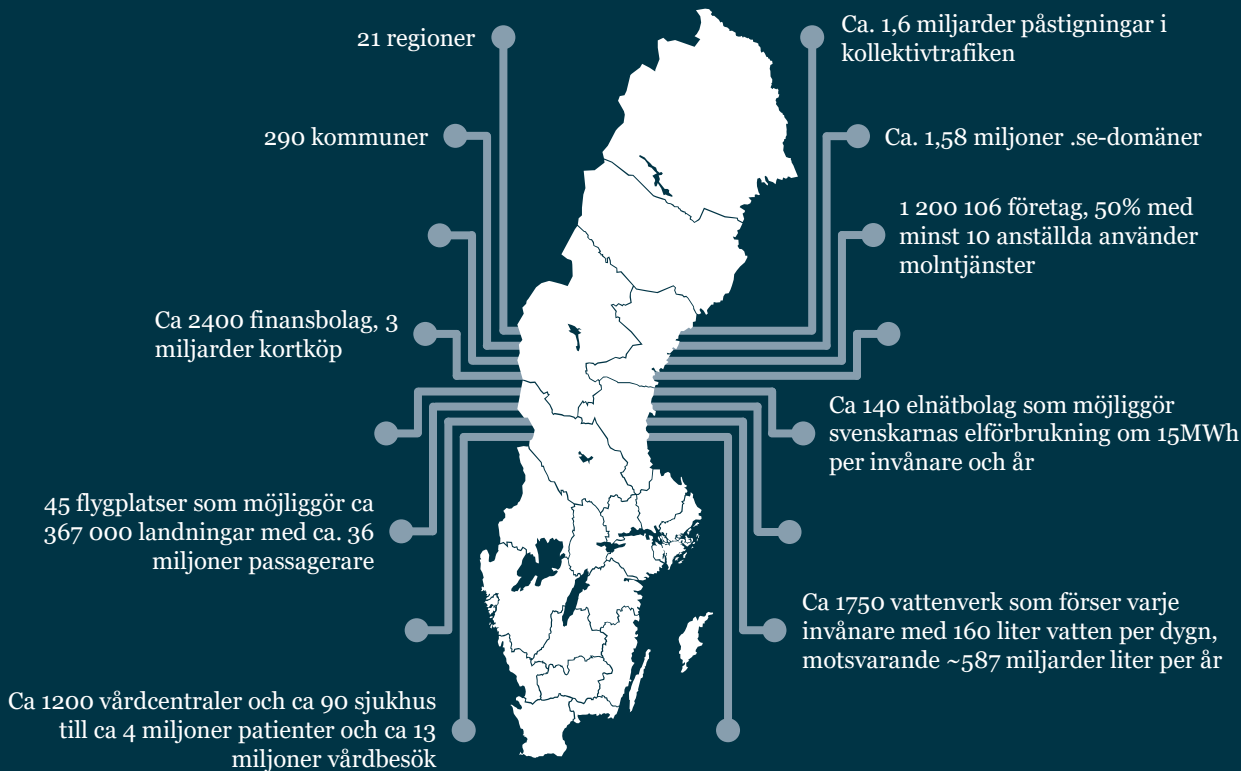 21 regioner
290 kommuner
Ca 2400 finansbolag, 3
miljarder kortköp
45 flygplatser som möjliggör ca
367 000 landningar med ca. 36
miljoner passagerare
Ca 1200 vårdcentraler och ca 90 sjukhus
till ca 4 miljoner patienter och ca 13
miljoner vårdbesök
Ca. 1,6 miljarder påstigningar i
kollektivtrafiken
Ca. 1,58 miljoner .se-domäner
1 200 106 företag, 50% med
minst 10 anställda använder
molntjänster
Ca 140 elnätbolag som möjliggör
svenskarnas elförbrukning om 15MWh
per invånare och år
Ca 1750 vattenverk som förser varje
invånare med 160 liter vatten per dygn,
motsvarande ~587 miljarder liter per år